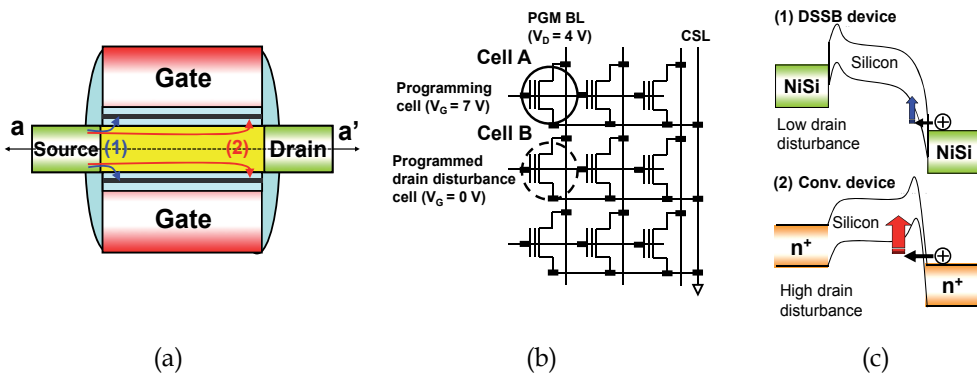 (a)
Gate
a
a'
Source
(1)
(2)
Drain
Gate
(b)
PGM BL
(V_D = 4 V)
CSL
Cell A
Programming
cell (V_G = 7 V)
Cell B
Programmed
drain disturbance
cell (V_G = 0 V)
(c)
(1) DSSB device
Silicon
NiSi
Low drain
disturbance
NiSi
(2) Conv. device
Silicon
n⁺
High drain
disturbance
n⁺